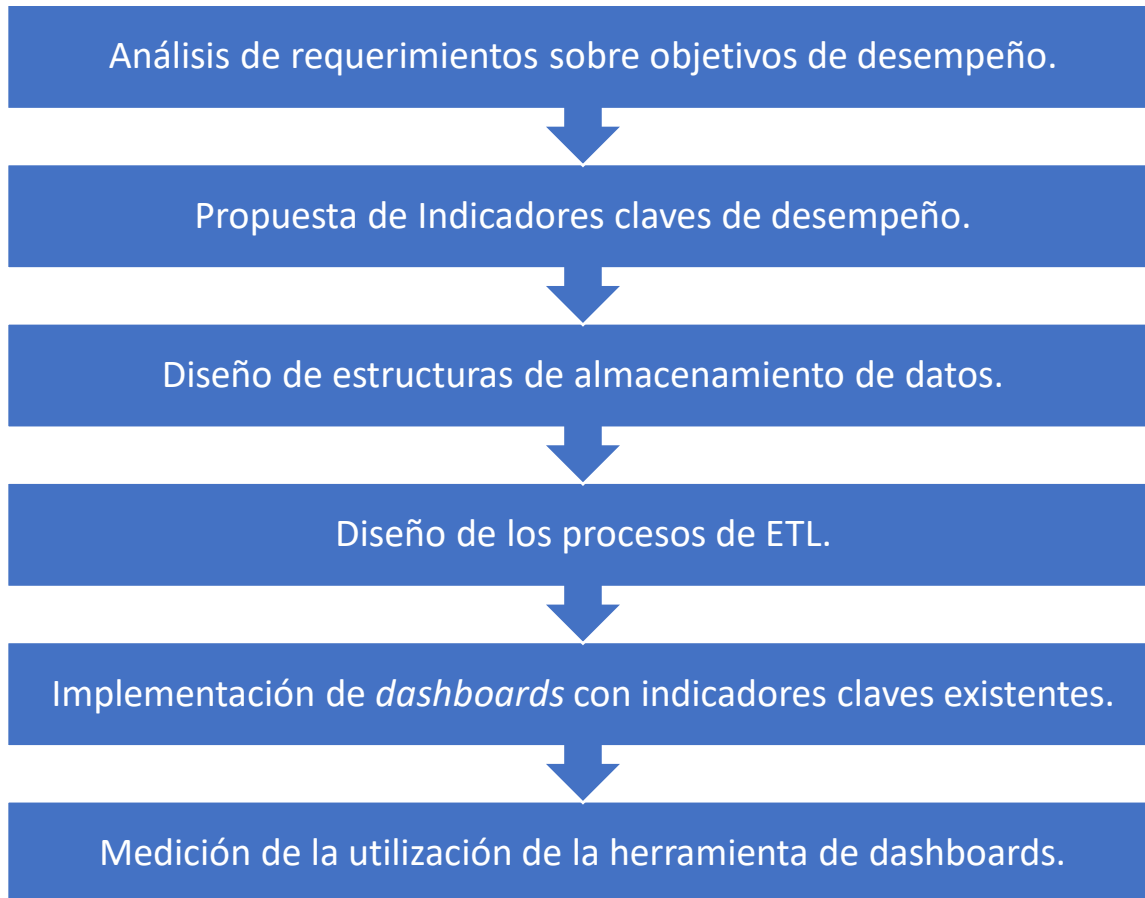 Análisis de requerimientos sobre objetivos de desempeño.
Propuesta de Indicadores claves de desempeño.
Diseño de estructuras de almacenamiento de datos.
Diseño de los procesos de ETL.
Implementación de dashboards con indicadores claves existentes.
Medición de la utilización de la herramienta de dashboards.